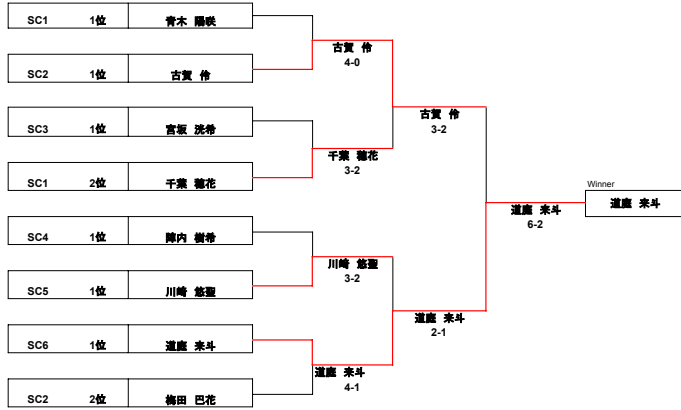 SC1 1位 青木 陽咲
古賀 伶
4-0
SC2 1位 古賀 伶
古賀 伶
3-2
SC3 1位 宮坂 洸希
千葉 穂花
3-2
SC1 2位 千葉 穂花
Winner
道庭 来斗
道庭 来斗
6-2
SC4 1位 陣内 樹希
川崎 悠聖
3-2
SC5 1位 川崎 悠聖
道庭 来斗
2-1
SC6 1位 道庭 来斗
道庭 来斗
4-1
SC2 2位 梅田 巴花